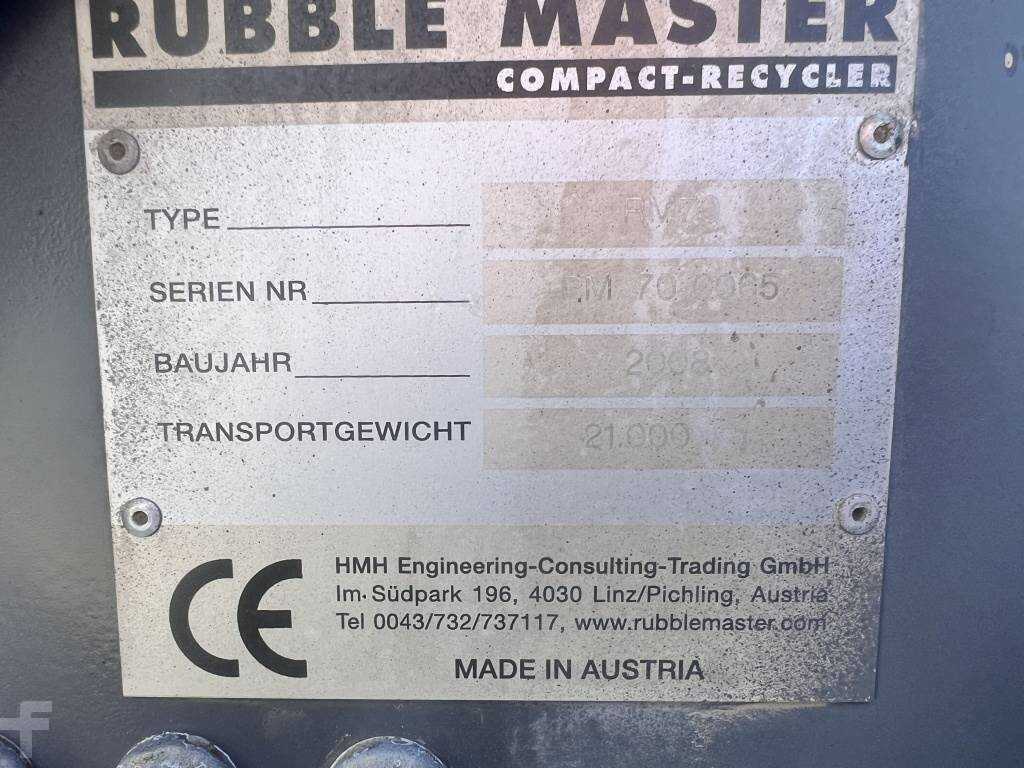 RUBBLE MASTER
COMPACT-RECYCLER
TYPE
SERIEN NR
BAUJAHR 2008
TRANSPORTGEWICHT 21.000
CE
HMH Engineering-Consulting-Trading GmbH
Im Südpark 196, 4030 Linz/Pichling, Austria
Tel 0043/732/737117, www.rubblemaster.com
MADE IN AUSTRIA